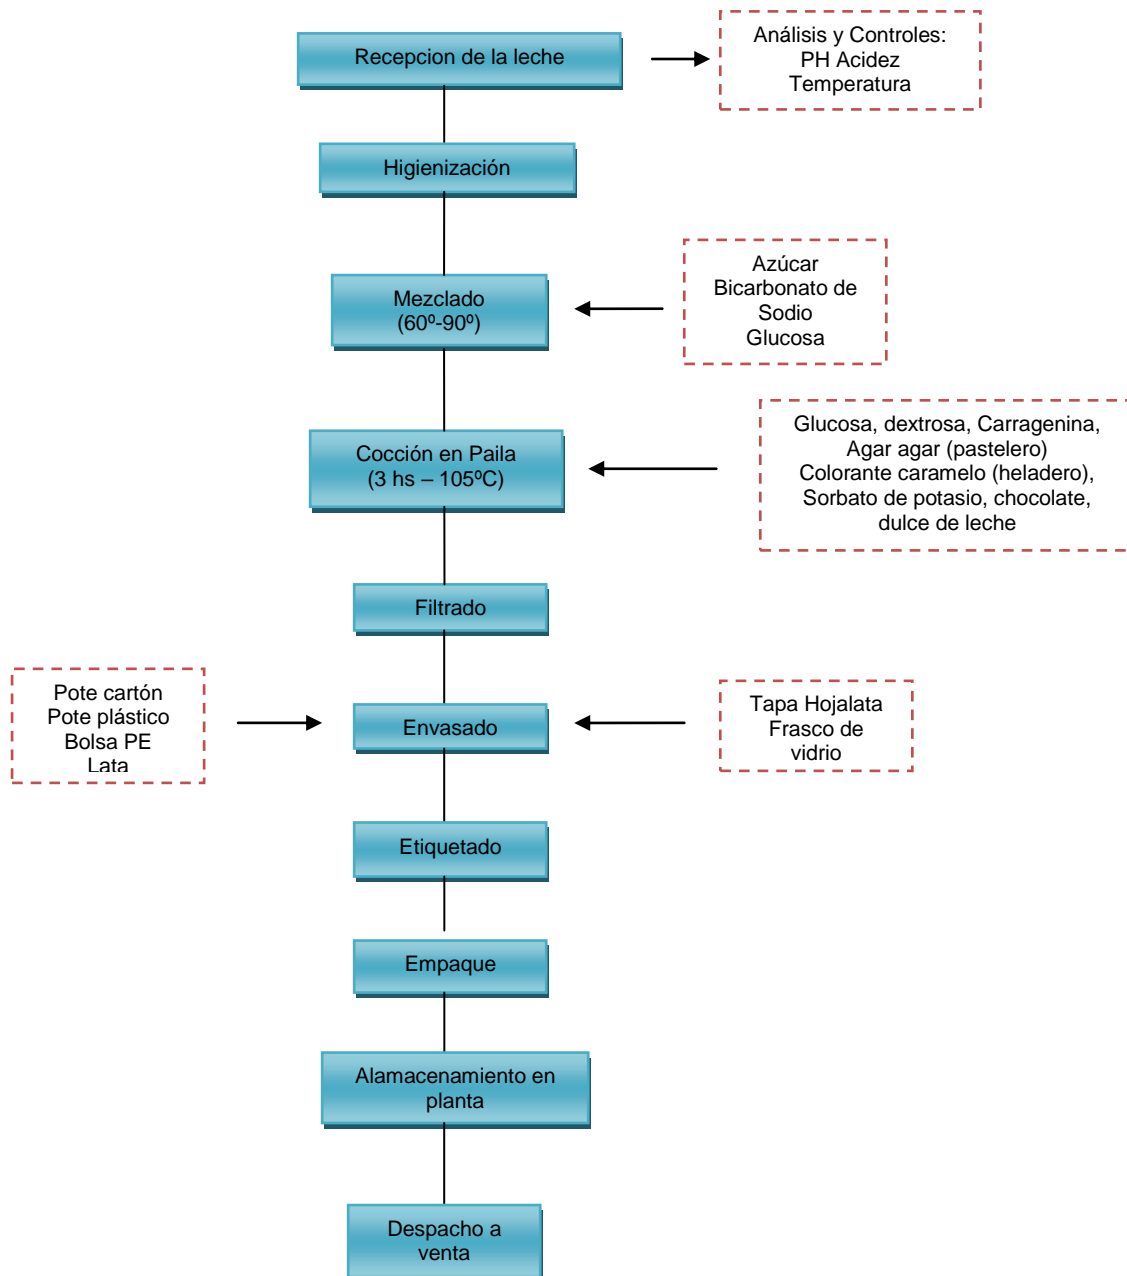 Recepcion de la leche
Análisis y Controles:
PH Acidez
Temperatura
Higienización
Mezclado
(60º-90º)
Azúcar
Bicarbonato de
Sodio
Glucosa
Cocción en Paila
(3 hs – 105ºC)
Glucosa, dextrosa, Carragenina,
Agar agar (pastelero)
Colorante caramelo (heladero),
Sorbato de potasio, chocolate,
dulce de leche
Filtrado
Pote cartón
Pote plástico
Bolsa PE
Lata
Envasado
Tapa Hojalata
Frasco de
vidrio
Etiquetado
Empaque
Alamacenamiento en
planta
Despacho a
venta